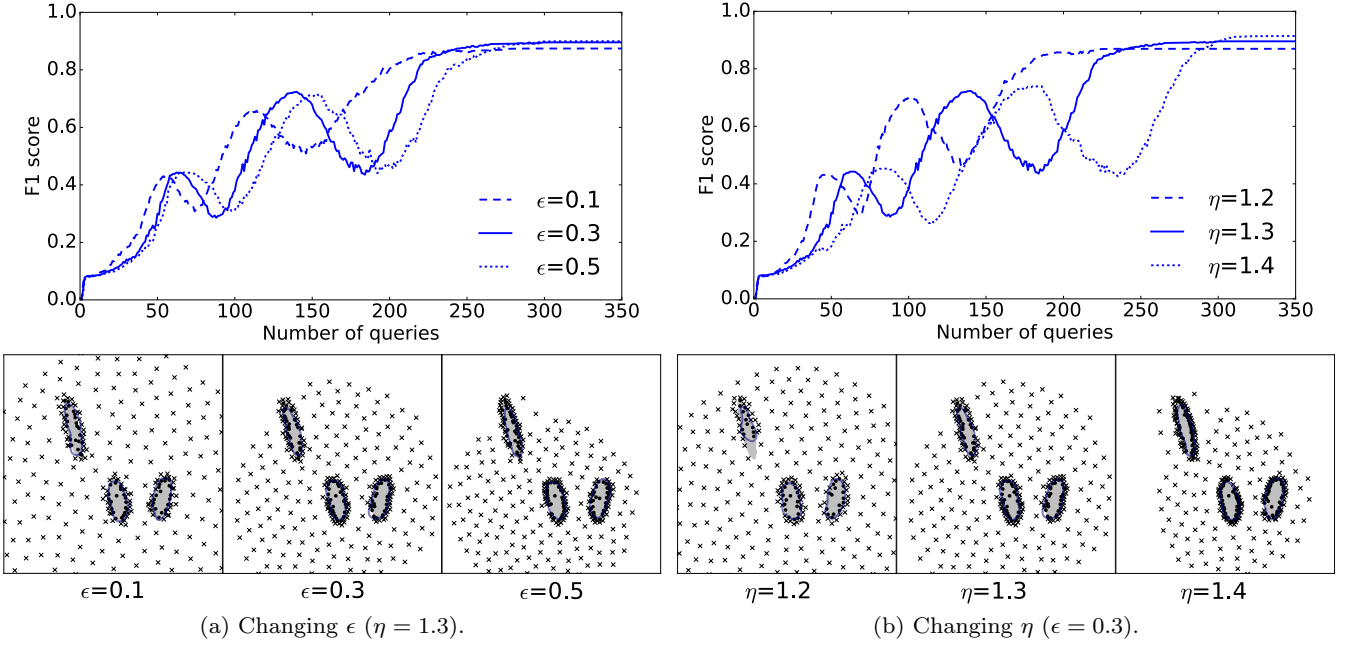 1.0
0.8
0.6
0.4
0.2
0.0
F1 score
ϵ=0.1
ϵ=0.3
ϵ=0.5
0 50 100 150 200 250 300 350
Number of queries
ϵ=0.1 ϵ=0.3 ϵ=0.5
(a) Changing ϵ (η = 1.3).
1.0
0.8
0.6
0.4
0.2
0.0
F1 score
η=1.2
η=1.3
η=1.4
0 50 100 150 200 250 300 350
Number of queries
η=1.2 η=1.3 η=1.4
(b) Changing η (ϵ = 0.3).